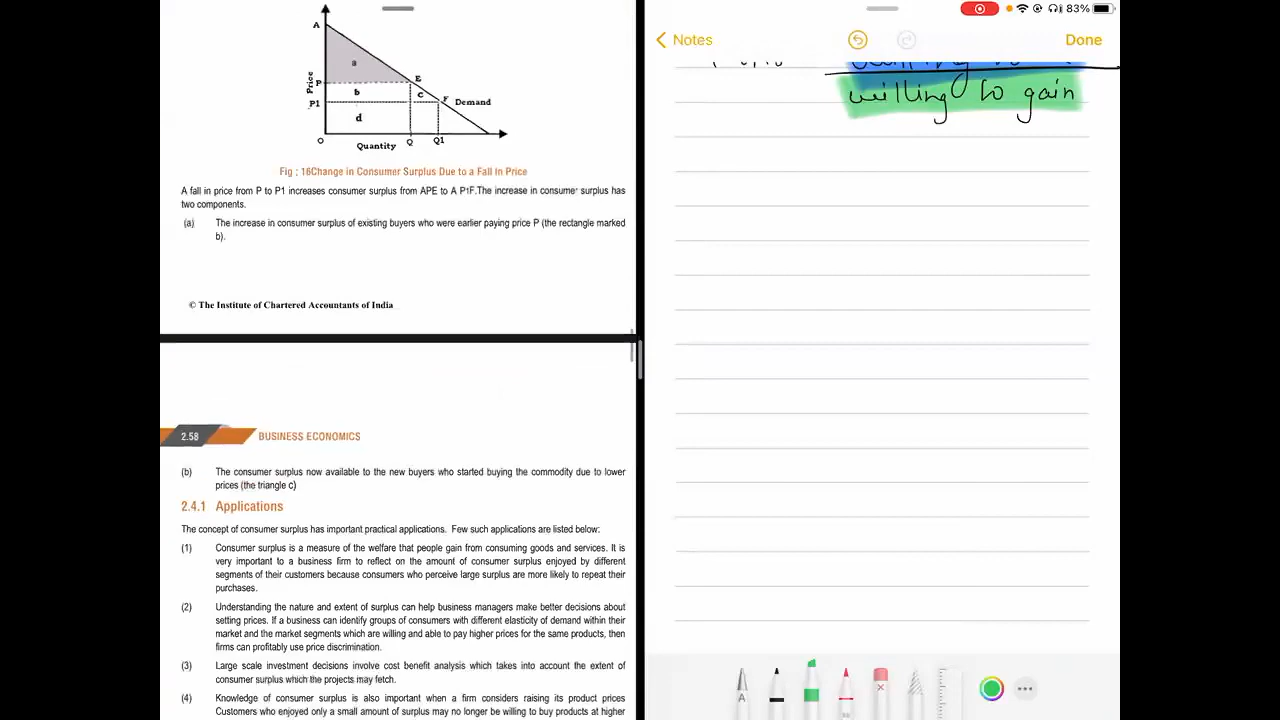 83%
Notes
Done
willing to gain
A
a
Price
P
E
b
c
P1
F
Demand
d
O
Quantity
Q
Q1
Fig : 16Change in Consumer Surplus Due to a Fall In Price
A fall in price from P to P1 increases consumer surplus from APE to A P1F.The increase in consumer surplus has
two components.
(a) The increase in consumer surplus of existing buyers who were earlier paying price P (the rectangle marked
b).
© The Institute of Chartered Accountants of India
2.58 BUSINESS ECONOMICS
(b) The consumer surplus now available to the new buyers who started buying the commodity due to lower
prices (the triangle c)
2.4.1 Applications
The concept of consumer surplus has important practical applications. Few such applications are listed below:
(1) Consumer surplus is a measure of the welfare that people gain from consuming goods and services. It is
very important to a business firm to reflect on the amount of consumer surplus enjoyed by different
segments of their customers because consumers who perceive large surplus are more likely to repeat their
purchases.
(2) Understanding the nature and extent of surplus can help business managers make better decisions about
setting prices. If a business can identify groups of consumers with different elasticity of demand within their
market and the market segments which are willing and able to pay higher prices for the same products, then
firms can profitably use price discrimination.
(3) Large scale investment decisions involve cost benefit analysis which takes into account the extent of
consumer surplus which the projects may fetch.
(4) Knowledge of consumer surplus is also important when a firm considers raising its product prices
Customers who enjoyed only a small amount of surplus may no longer be willing to buy products at higher
A